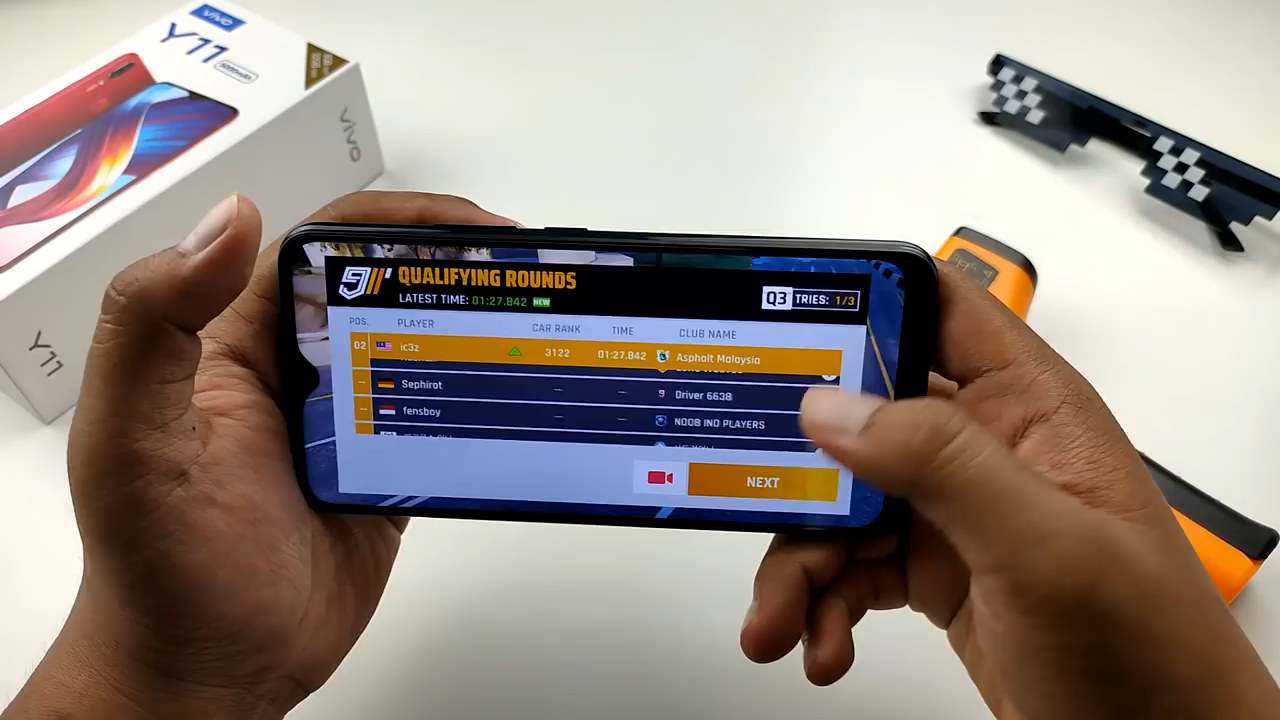 vivo
Y11
5000mAh
vivo
Y11
QUALIFYING ROUNDS
LATEST TIME: 01:27.842 NEW
Q3 TRIES: 1/3
POS. PLAYER CAR RANK TIME CLUB NAME
02 ic3z 3122 01:27.842 Asphalt Malaysia
-- Sephirot — — 9 Driver 6638
-- fensboy — — NOOB IND PLAYERS
NEXT